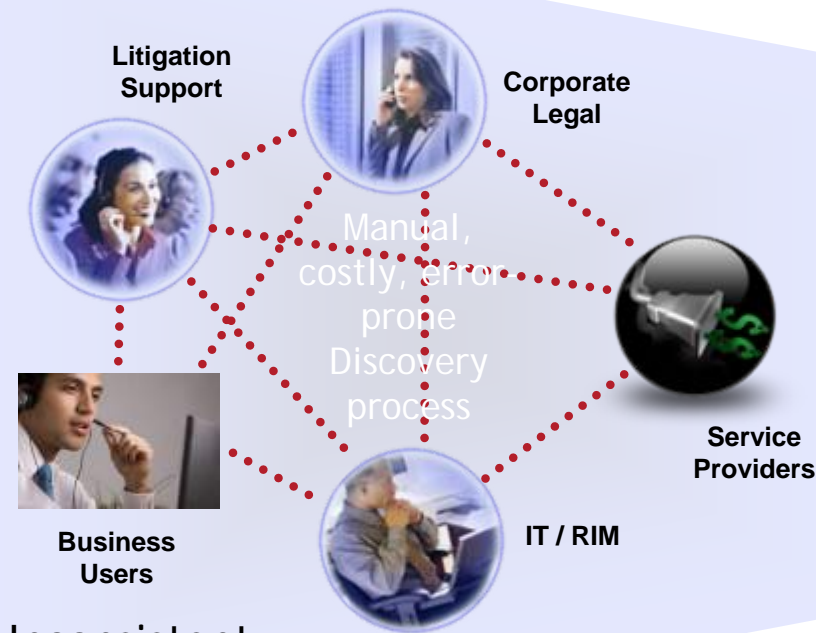 Litigation
Support
Corporate
Legal
Manual,
costly, error-
prone
Discovery
process
Service
Providers
IT / RIM
Business
Users